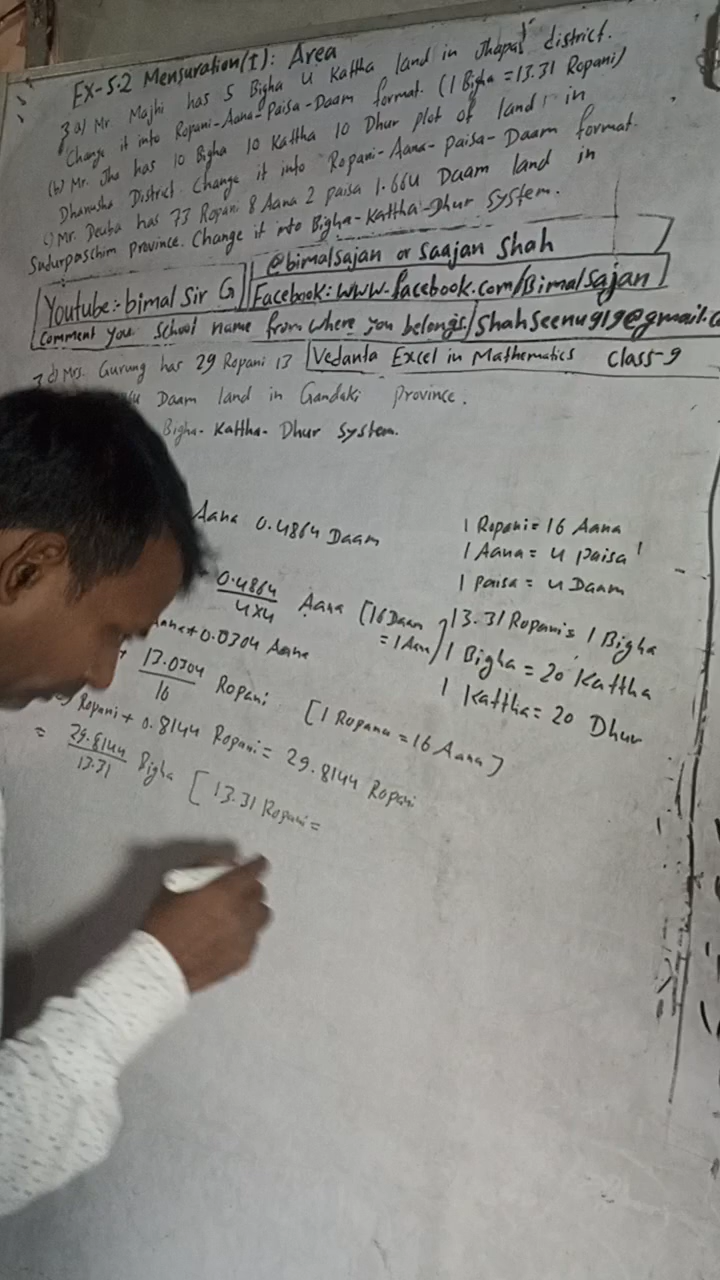 EX-5.2 Mensuration(I): Area
3 a) Mr. Majhi has 5 Bigha 4 Kattha land in Jhapa district.
Change it into Ropani-Aana-Paisa-Daam format. (1 Bigha = 13.31 Ropani)
(b) Mr. Jha has 10 Bigha 10 Kattha 10 Dhur plot of land in
Dhanusha District. Change it into Ropani-Aana-Paisa-Daam format.
c) Mr. Deuba has 73 Ropani 8 Aana 2 paisa 1.664 Daam land in
Sudurpaschim province. Change it into Bigha-Kattha-Dhur system.
@bimalsajan or Saajan Shah
Youtube:- bimal Sir G
Facebook: www.facebook.com/Bimalsajan
Comment your School name from where you belongs/Shahseenu919@gmail.c
d) Mrs. Gurung has 29 Ropani 13
Vedanta Excel in Mathematics Class-9
Daam land in Gandaki Province.
Bigha-Kattha-Dhur System.
Aana 0.4864 Daam
1 Ropani = 16 Aana
1 Aana = 4 paisa
1 paisa = 4 Daam
0.4864/4x4 Aana [16 Daam = 1 Aana]
13.31 Ropani = 1 Bigha
1 Bigha = 20 Kattha
1 Kattha = 20 Dhur
Aana + 0.0304 Aana
+ 13.0304/16 Ropani [1 Ropana = 16 Aana]
Ropani + 0.8144 Ropani = 29.8144 Ropani
= 29.8144/13.31 Bigha [13.31 Ropani =